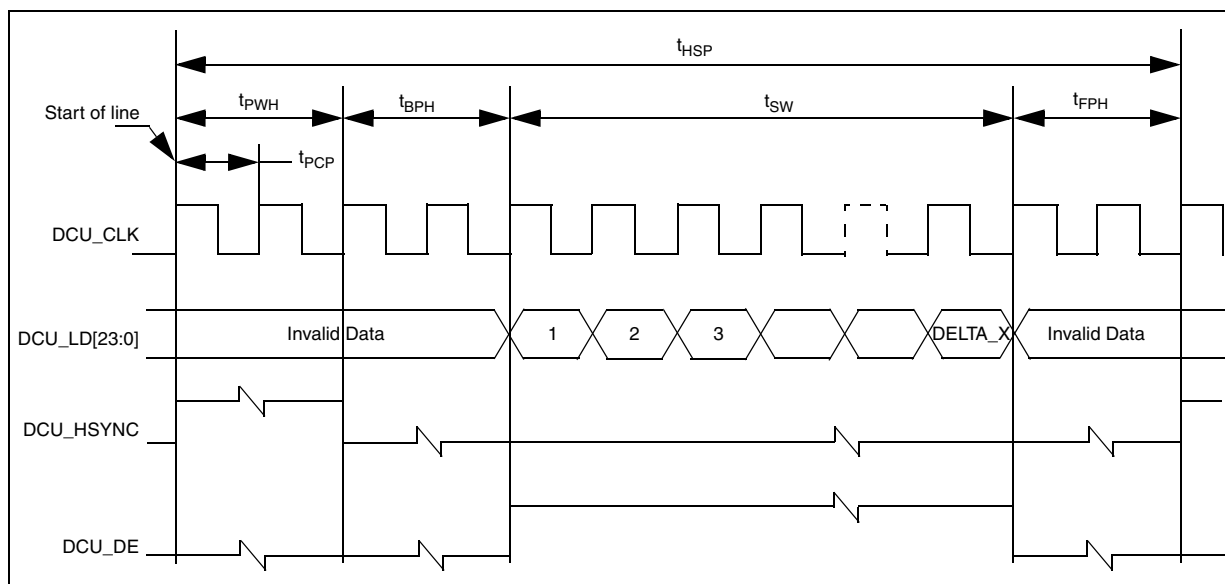 tHSP
tPWH
tBPH
tSW
tFPH
Start of line
tPCP
DCU_CLK
DCU_LD[23:0]
Invalid Data
1
2
3
DELTA_X
Invalid Data
DCU_HSYNC
DCU_DE